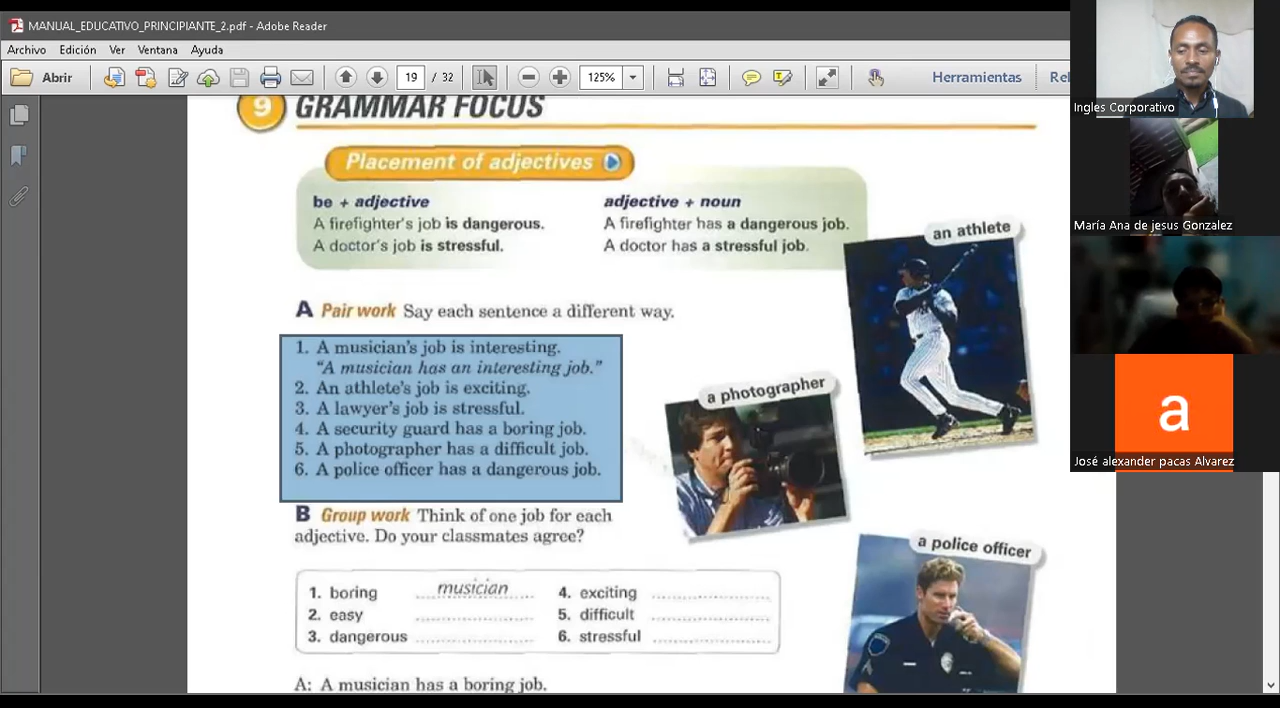 MANUAL_EDUCATIVO_PRINCIPIANTE_2.pdf - Adobe Reader
Archivo Edición Ver Ventana Ayuda
Abrir 19 / 32 125% Herramientas
9 GRAMMAR FOCUS
Placement of adjectives
be + adjective
A firefighter's job is dangerous.
A doctor's job is stressful.
adjective + noun
A firefighter has a dangerous job.
A doctor has a stressful job.
an athlete
A Pair work Say each sentence a different way.
1. A musician's job is interesting.
"A musician has an interesting job."
2. An athlete's job is exciting.
3. A lawyer's job is stressful.
4. A security guard has a boring job.
5. A photographer has a difficult job.
6. A police officer has a dangerous job.
a photographer
B Group work Think of one job for each
adjective. Do your classmates agree?
a police officer
1. boring musician
2. easy
3. dangerous
4. exciting
5. difficult
6. stressful
A: A musician has a boring job.
Ingles Corporativo
María Ana de jesus Gonzalez
a
José alexander pacas Alvarez